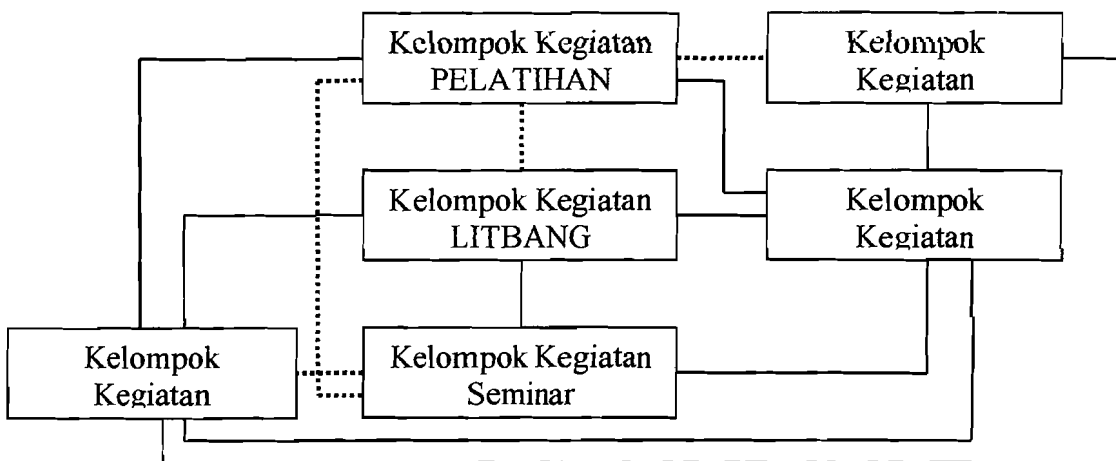 Kelompok Kegiatan
PELATIHAN
Kelompok
Kegiatan
Kelompok Kegiatan
LITBANG
Kelompok
Kegiatan
Kelompok
Kegiatan
Kelompok Kegiatan
Seminar